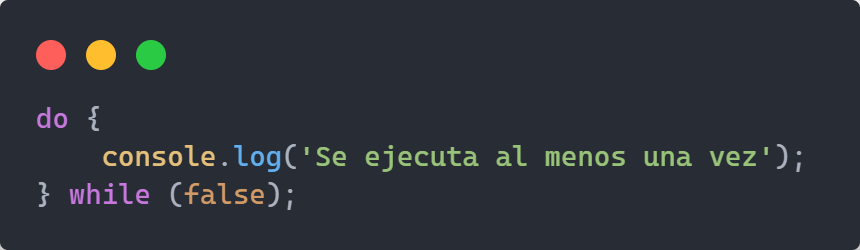 do {
    console.log('Se ejecuta al menos una vez');
} while (false);